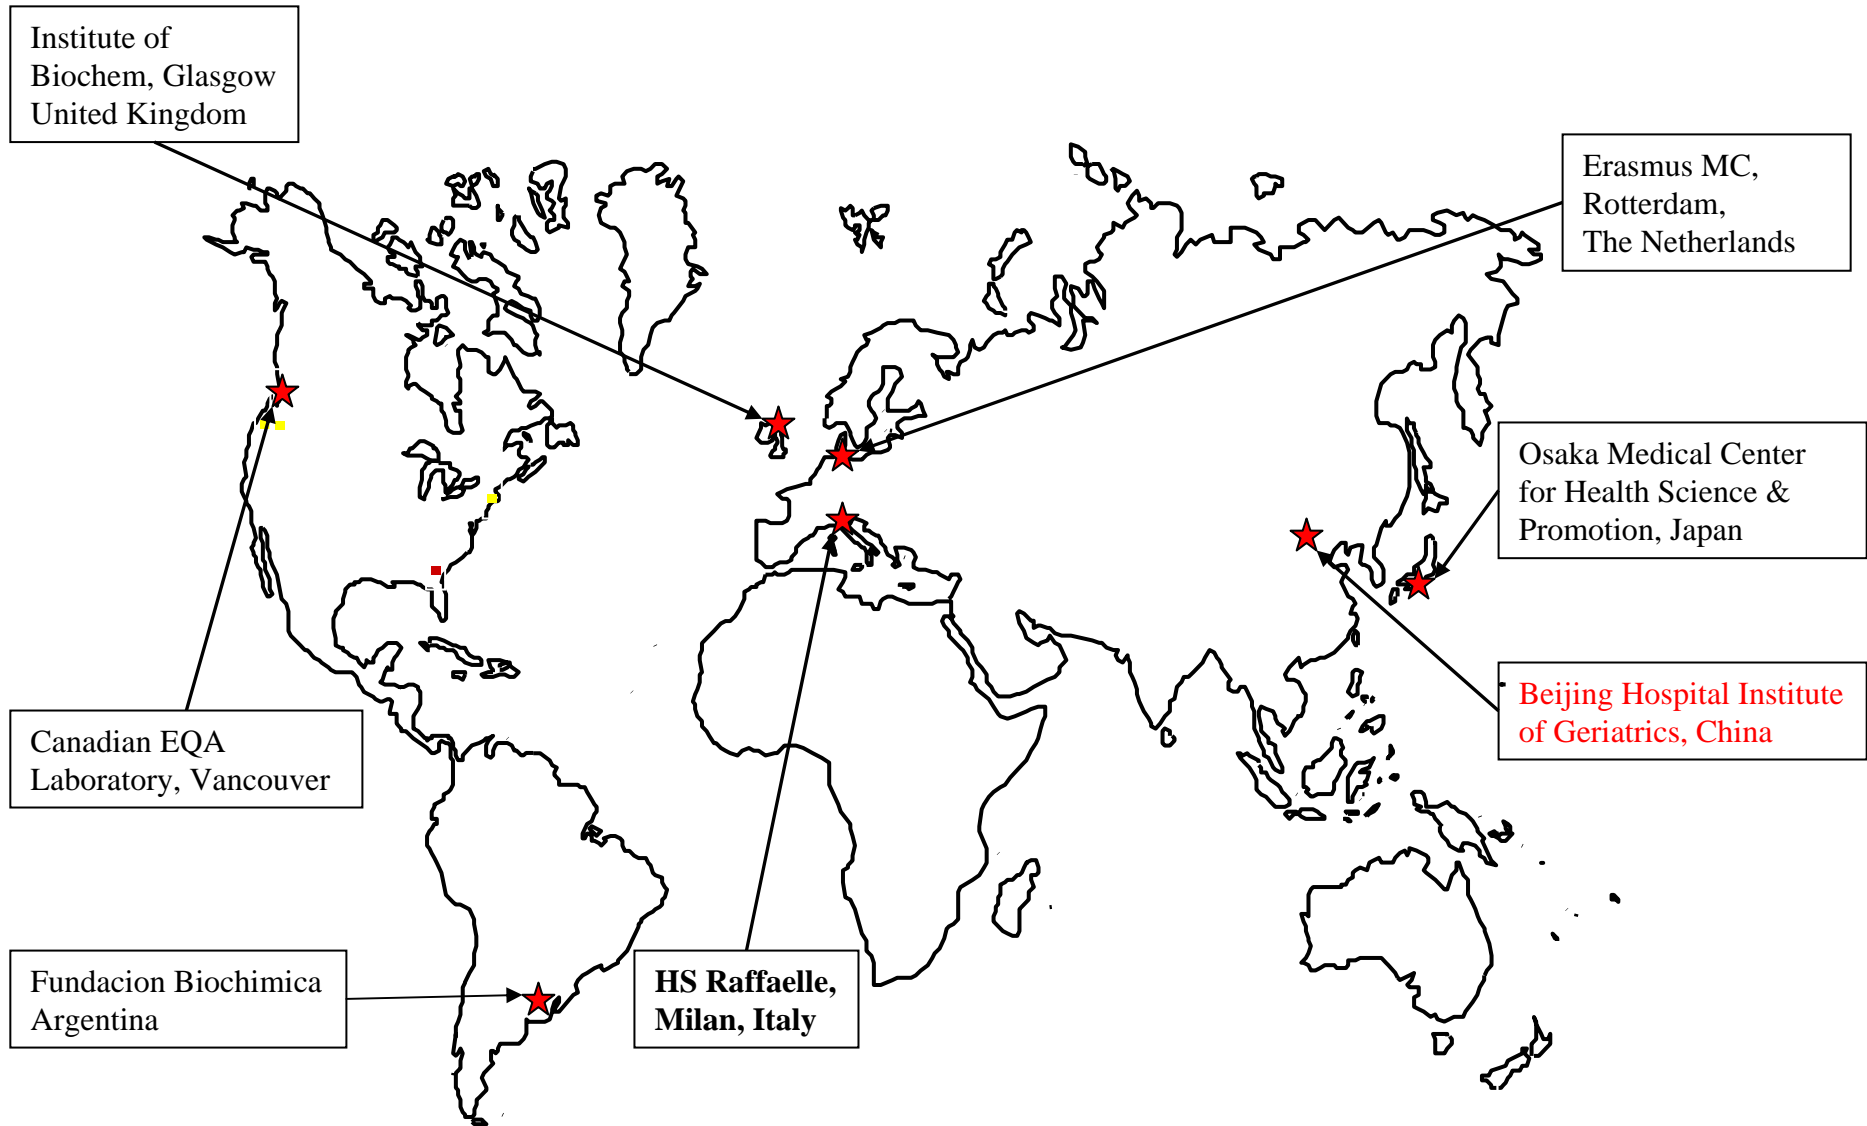 Institute of
Biochem, Glasgow
United Kingdom
Erasmus MC,
Rotterdam,
The Netherlands
Osaka Medical Center
for Health Science &
Promotion, Japan
Beijing Hospital Institute
of Geriatrics, China
Canadian EQA
Laboratory, Vancouver
Fundacion Biochimica
Argentina
HS Raffaelle,
Milan, Italy